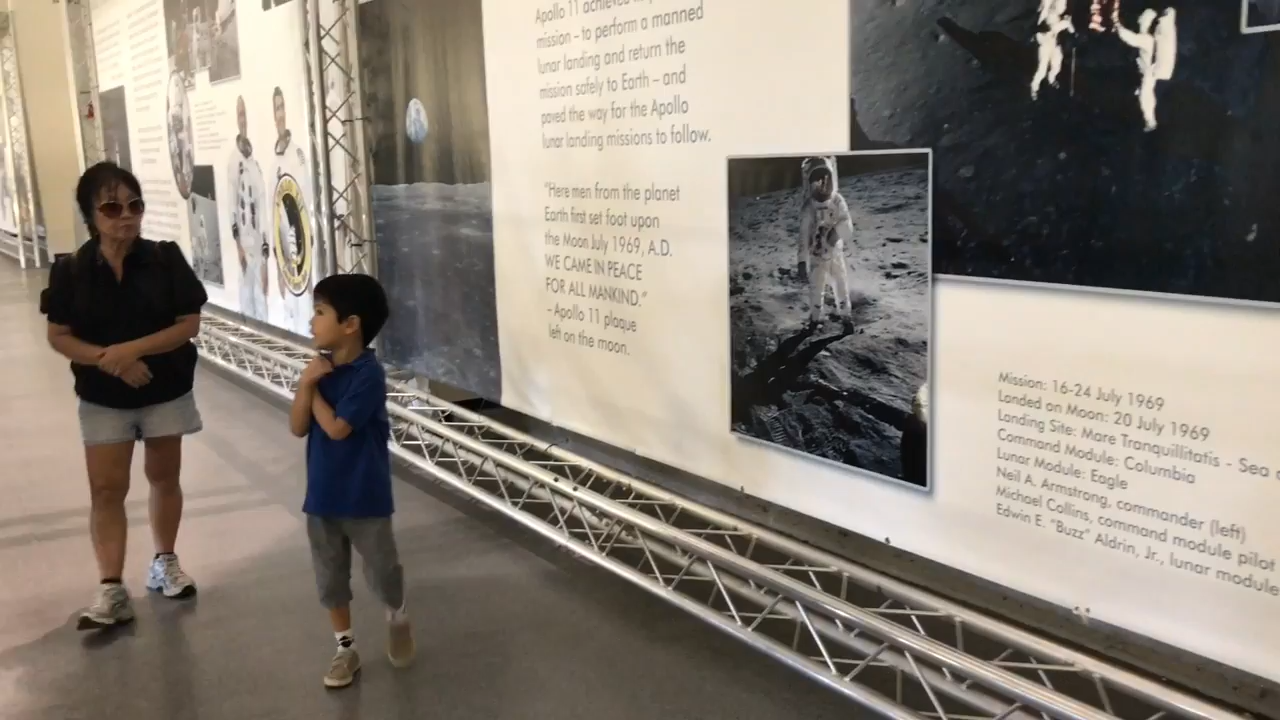 Apollo 11 achieved
mission – to perform a manned
lunar landing and return the
mission safely to Earth – and
paved the way for the Apollo
lunar landing missions to follow.
"Here men from the planet
Earth first set foot upon
the Moon July 1969, A.D.
WE CAME IN PEACE
FOR ALL MANKIND."
– Apollo 11 plaque
left on the moon.
Mission: 16-24 July 1969
Landed on Moon: 20 July 1969
Landing Site: Mare Tranquillitatis - Sea
Command Module: Columbia
Lunar Module: Eagle
Neil A. Armstrong, commander (left)
Michael Collins, command module pilot
Edwin E. "Buzz" Aldrin, Jr., lunar module